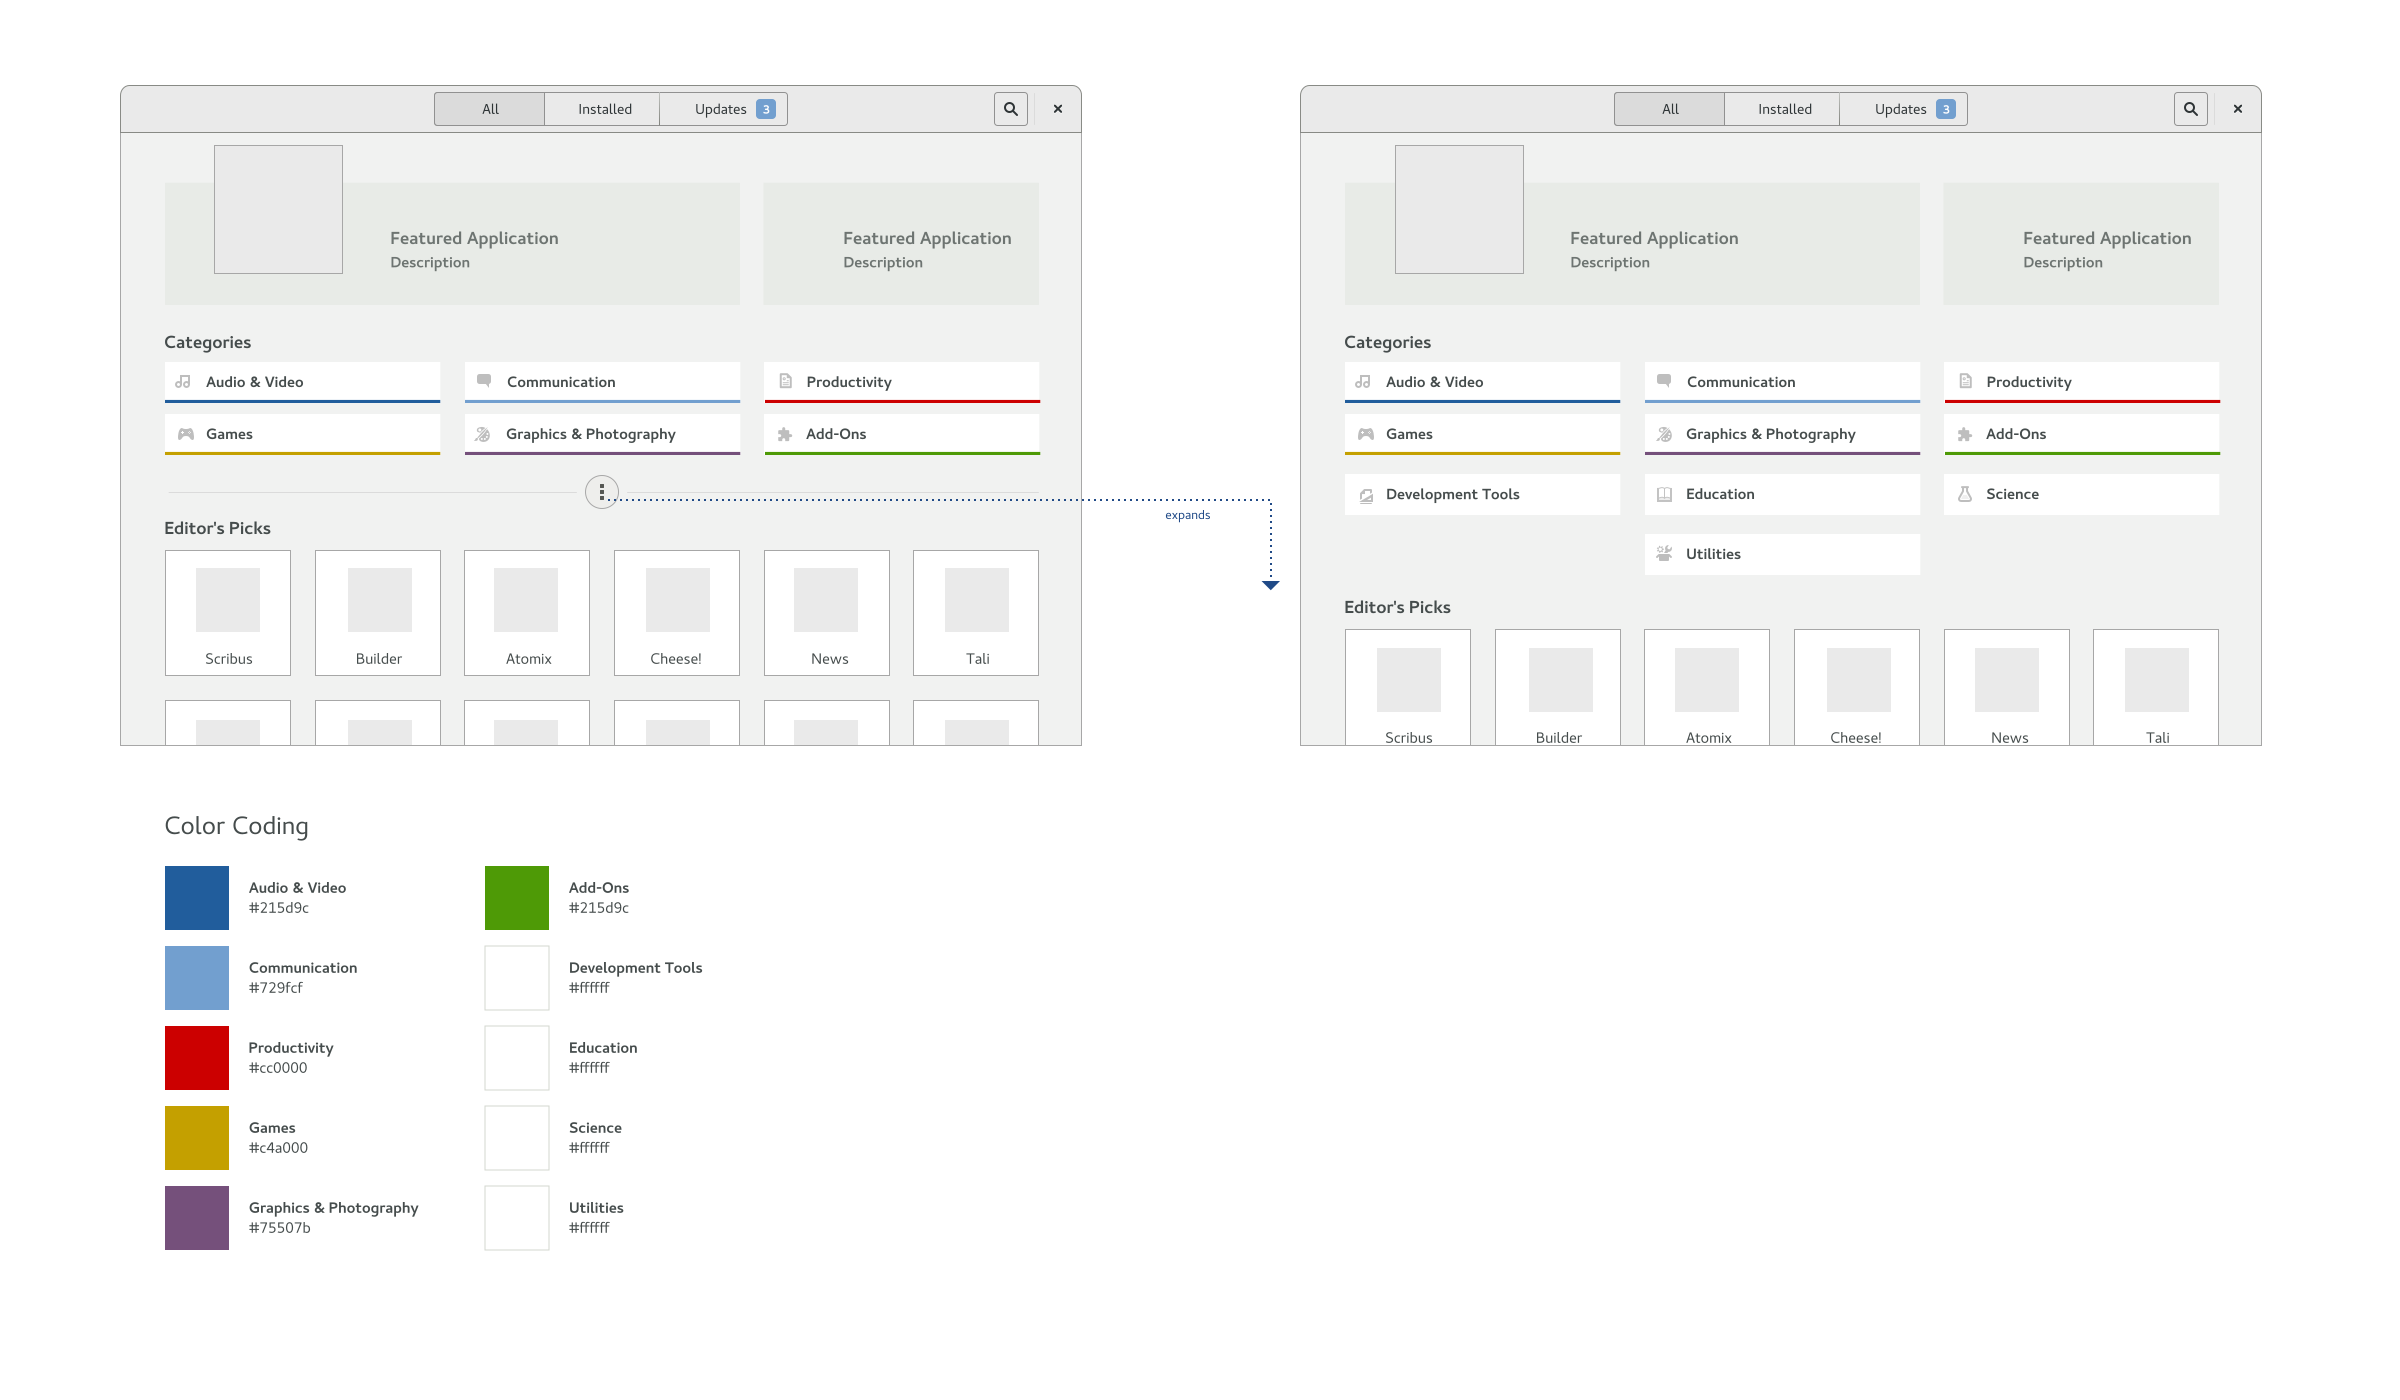 All Installed Updates 3
Featured Application Featured Application
Description Description
Categories
Audio & Video Communication Productivity
Games Graphics & Photography Add-Ons
Editor's Picks
Scribus Builder Atomix Cheese! News Tali
expands
All Installed Updates 3
Featured Application Featured Application
Description Description
Categories
Audio & Video Communication Productivity
Games Graphics & Photography Add-Ons
Development Tools Education Science
Utilities
Editor's Picks
Scribus Builder Atomix Cheese! News Tali
Color Coding
Audio & Video
#215d9c
Communication
#729fcf
Productivity
#cc0000
Games
#c4a000
Graphics & Photography
#75507b
Add-Ons
#215d9c
Development Tools
#ffffff
Education
#ffffff
Science
#ffffff
Utilities
#ffffff